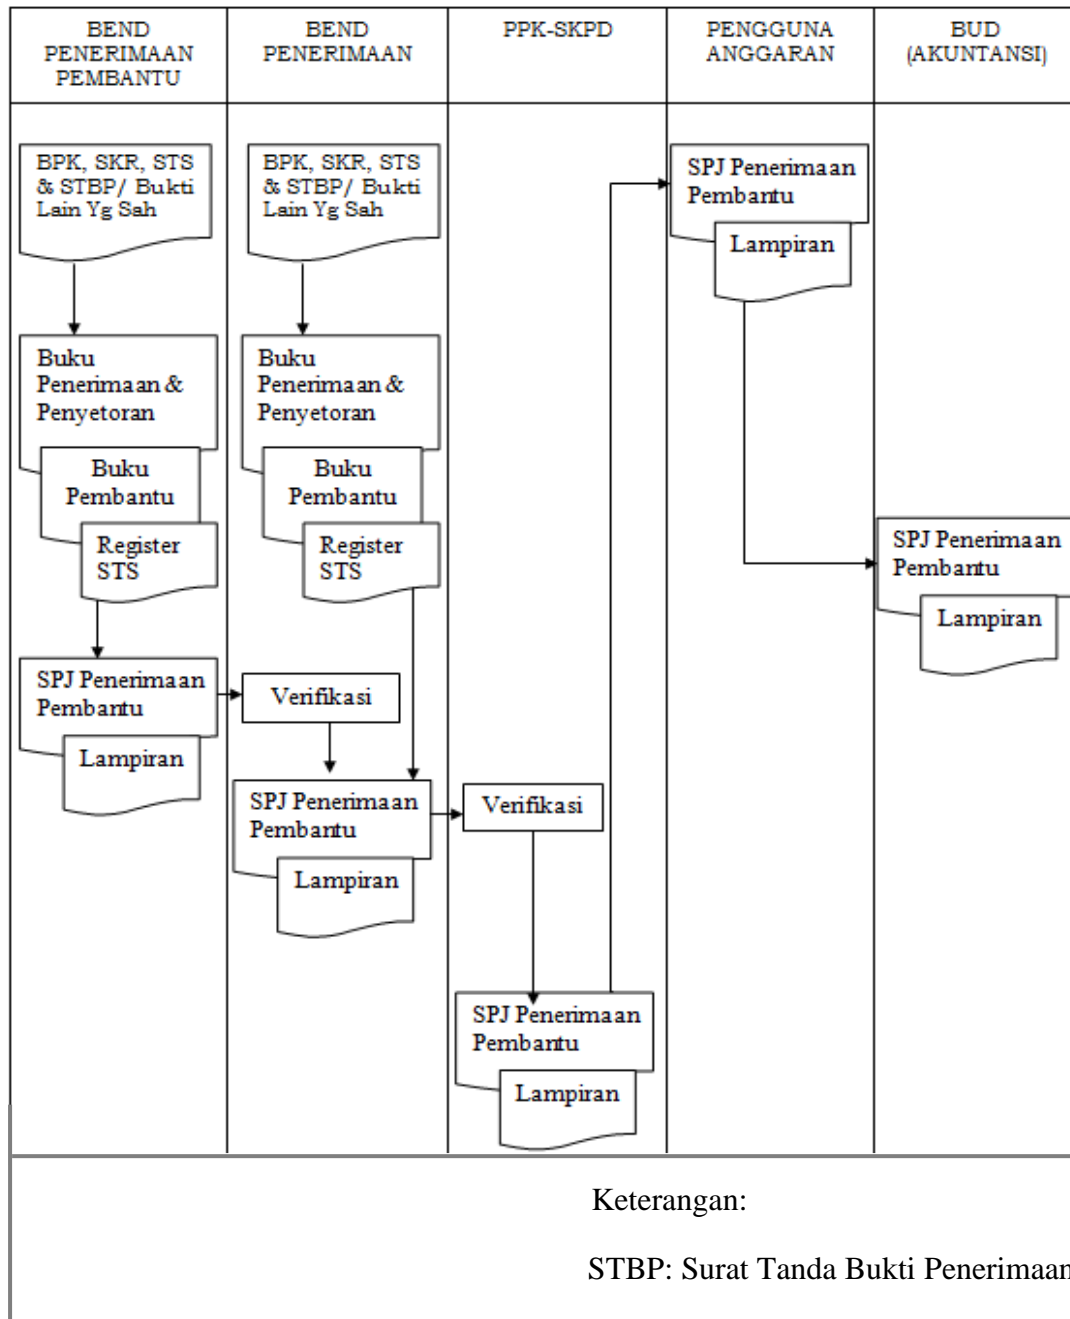 BEND
PENERIMAAN
PEMBANTU
BEND
PENERIMAAN
PPK-SKPD
PENGGUNA
ANGGARAN
BUD
(AKUNTANSI)
BPK, SKR, STS
& STBP/ Bukti
Lain Yg Sah
Buku
Penerimaan &
Penyetoran
Buku
Pembantu
Register
STS
SPJ Penerimaan
Pembantu
Lampiran
BPK, SKR, STS
& STBP/ Bukti
Lain Yg Sah
Buku
Penerimaan &
Penyetoran
Buku
Pembantu
Register
STS
Verifikasi
SPJ Penerimaan
Pembantu
Lampiran
Verifikasi
SPJ Penerimaan
Pembantu
Lampiran
SPJ Penerimaan
Pembantu
Lampiran
SPJ Penerimaan
Pembantu
Lampiran
Keterangan:
STBP: Surat Tanda Bukti Penerimaan